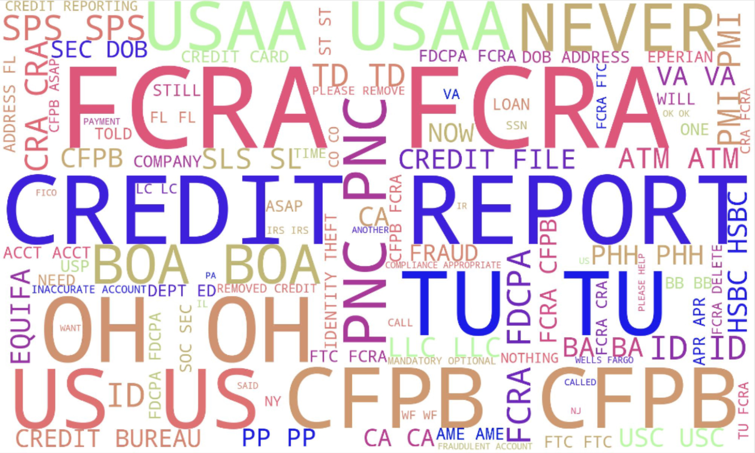 CREDIT REPORTING
SPS SPS
USAA USAA
NEVER
ST ST
PMI PMI
SEC DOB
CREDIT CARD
FDCPA FCRA
DOB ADDRESS
EPERIAN
ADDRESS FL
CRA CRA
CFPB ASAP
FCRA FCRA
TD TD
PLEASE REMOVE
STILL
VA
FCRA FTC
VA VA
WILL
PAYMENT
TOLD
FL FL
LOAN
SSN
NOW
OK OK
ONE
CRA FCRA
CFPB
COMPANY
SLS SL
TIME
CO CO
PNC PNC
CREDIT FILE
ATM ATM
CREDIT REPORT
FICO
LC LC
ASAP
IRS IRS
CA
ANOTHER
CFPB FCRA
IR
HSBC HSBC
ACCT ACCT
USP
BOA BOA
IDENTITY THEFT
FRAUD
COMPLIANCE APPROPRIATE
FDCPA FDCPA
FCRA CFPB
US
PHH PHH
PLEASE HELP
BB BB
FCRA DELETE
EQUIFA
NEED
PA
INACCURATE ACCOUNT
DEPT ED
REMOVED CREDIT
IL
OH OH
WANT
FDCPA FDCPA
SOC SEC
TU TU
CALL
FCRA CRA
APR APR
LLC LLC
BA BA
ID ID
FTC FCRA
MANDATORY OPTIONAL
NOTHING
WELLS FARGO
US US
ID
SAID
NY
CFPB CFPB
WF WF
FCRA
CALLED
NJ
TU FCRA
CREDIT BUREAU
PP PP
CA CA
AME AME
FRAUDULENT ACCOUNT
FTC FTC
USC USC